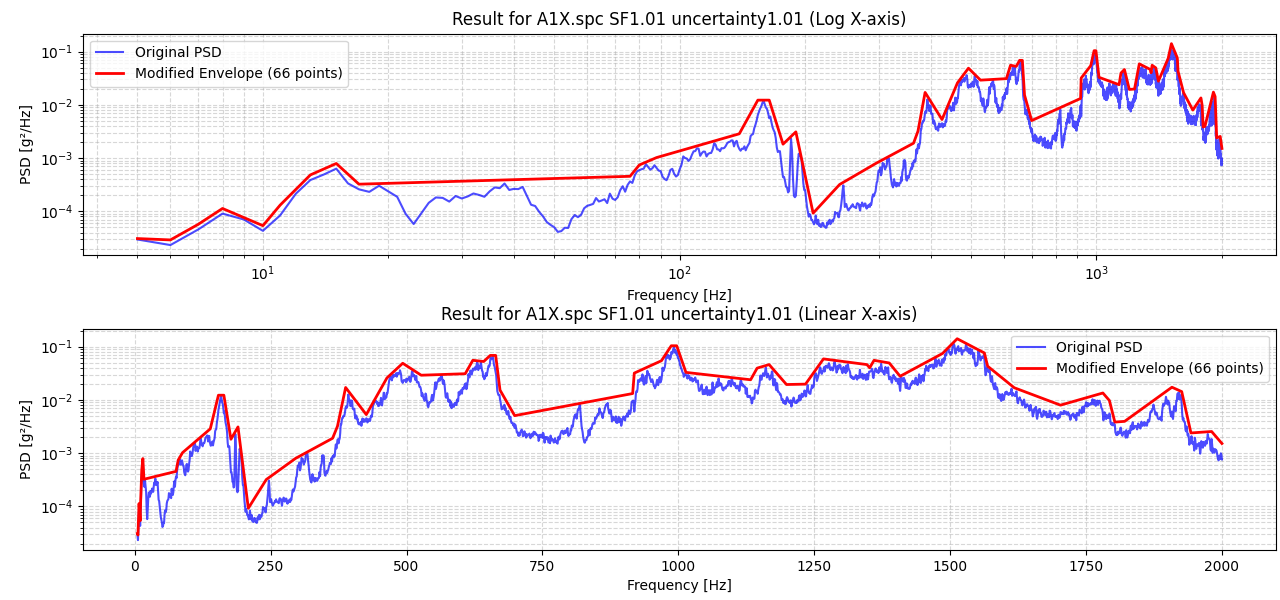 Result for A1X.spc SF1.01 uncertainty1.01 (Log X-axis)
Original PSD
Modified Envelope (66 points)
PSD [g²/Hz]
10⁻¹
10⁻²
10⁻³
10⁻⁴
10¹ 10² 10³
Frequency [Hz]
Result for A1X.spc SF1.01 uncertainty1.01 (Linear X-axis)
Original PSD
Modified Envelope (66 points)
PSD [g²/Hz]
10⁻¹
10⁻²
10⁻³
10⁻⁴
0 250 500 750 1000 1250 1500 1750 2000
Frequency [Hz]